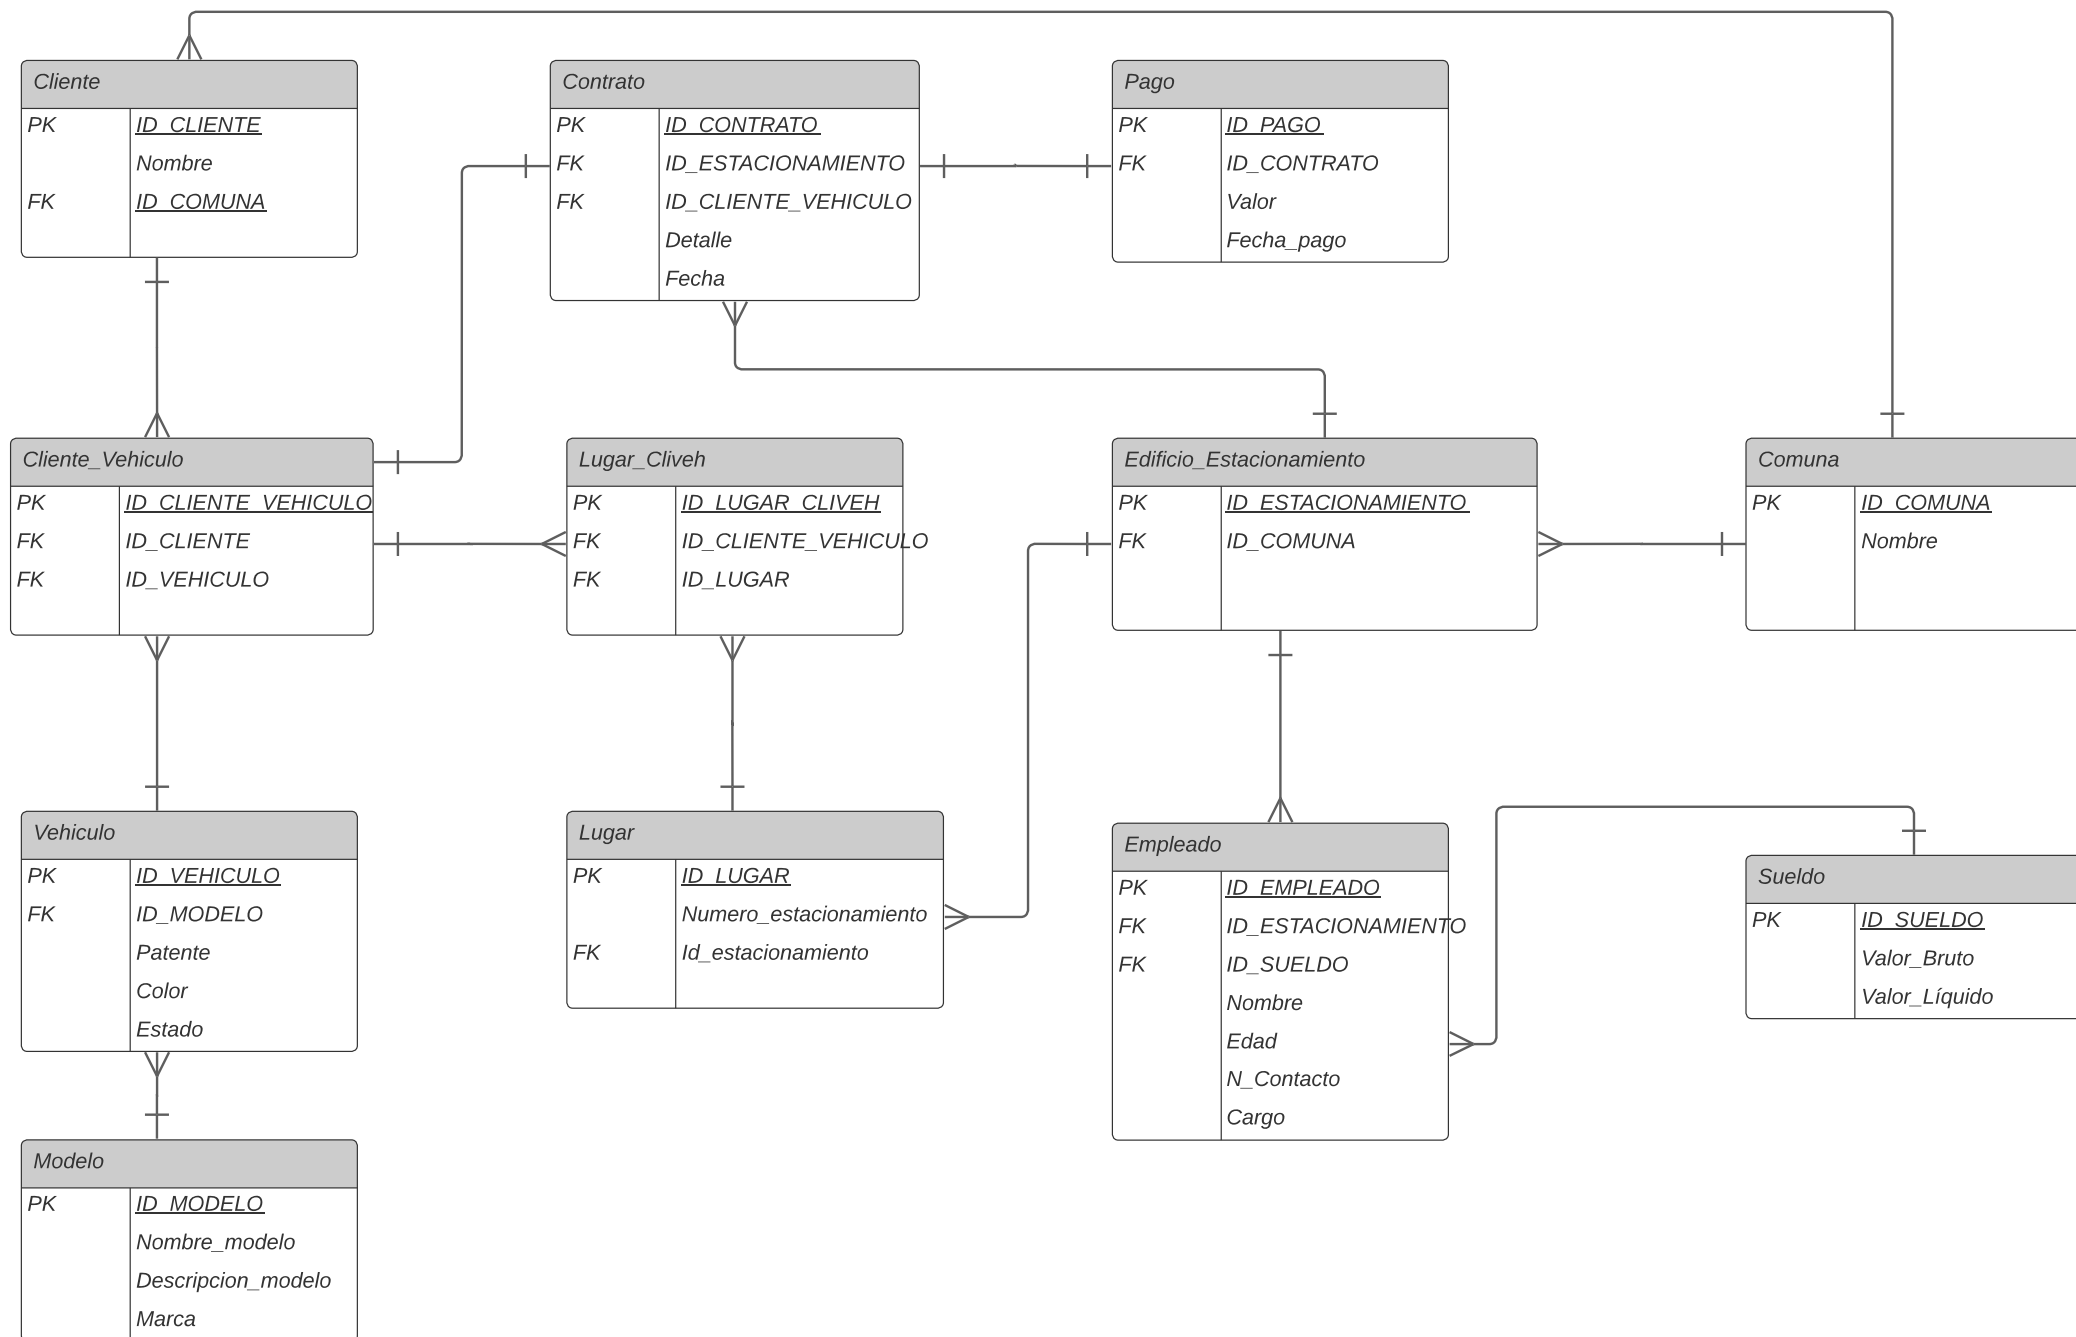 Cliente
PK ID_CLIENTE
Nombre
FK ID_COMUNA
Contrato
PK ID_CONTRATO
FK ID_ESTACIONAMIENTO
FK ID_CLIENTE_VEHICULO
Detalle
Fecha
Pago
PK ID_PAGO
FK ID_CONTRATO
Valor
Fecha_pago
Cliente_Vehiculo
PK ID_CLIENTE_VEHICULO
FK ID_CLIENTE
FK ID_VEHICULO
Lugar_Cliveh
PK ID_LUGAR_CLIVEH
FK ID_CLIENTE_VEHICULO
FK ID_LUGAR
Edificio_Estacionamiento
PK ID_ESTACIONAMIENTO
FK ID_COMUNA
Comuna
PK ID_COMUNA
Nombre
Vehiculo
PK ID_VEHICULO
FK ID_MODELO
Patente
Color
Estado
Lugar
PK ID_LUGAR
Numero_estacionamiento
FK Id_estacionamiento
Empleado
PK ID_EMPLEADO
FK ID_ESTACIONAMIENTO
FK ID_SUELDO
Nombre
Edad
N_Contacto
Cargo
Sueldo
PK ID_SUELDO
Valor_Bruto
Valor_Líquido
Modelo
PK ID_MODELO
Nombre_modelo
Descripcion_modelo
Marca